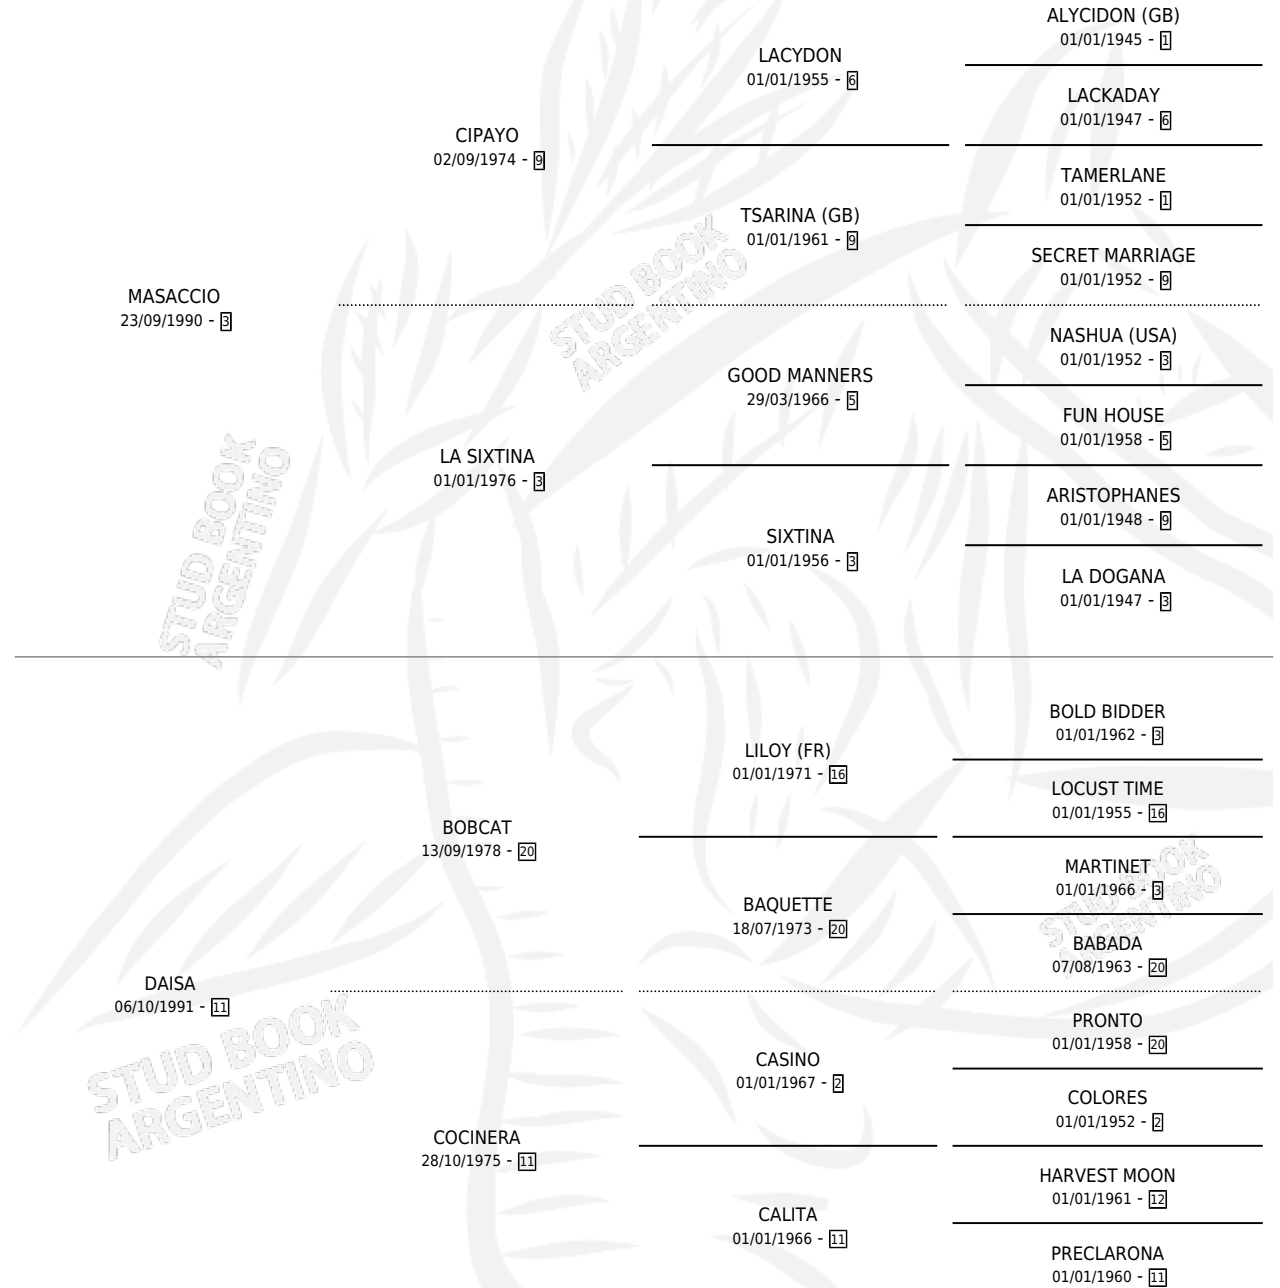 ALYCIDON (GB)
01/01/1945 - 1
LACYDON
01/01/1955 - 6
LACKADAY
01/01/1947 - 6
CIPAYO
02/09/1974 - 9
TAMERLANE
01/01/1952 - 1
TSARINA (GB)
01/01/1961 - 9
SECRET MARRIAGE
01/01/1952 - 9
MASACCIO
23/09/1990 - 3
NASHUA (USA)
01/01/1952 - 3
GOOD MANNERS
29/03/1966 - 5
FUN HOUSE
01/01/1958 - 5
LA SIXTINA
01/01/1976 - 3
ARISTOPHANES
01/01/1948 - 9
SIXTINA
01/01/1956 - 3
LA DOGANA
01/01/1947 - 3
STUD BOOK
ARGENTINO
STUD BOOK
ARGENTINO
BOLD BIDDER
01/01/1962 - 3
LILOY (FR)
01/01/1971 - 16
LOCUST TIME
01/01/1955 - 16
BOBCAT
13/09/1978 - 20
MARTINET
01/01/1966 - 3
BAQUETTE
18/07/1973 - 20
BABADA
07/08/1963 - 20
STUD BOOK
ARGENTINO
DAISA
06/10/1991 - 11
PRONTO
01/01/1958 - 20
CASINO
01/01/1967 - 2
COLORES
01/01/1952 - 2
STUD BOOK
ARGENTINO
COCINERA
28/10/1975 - 11
HARVEST MOON
01/01/1961 - 12
CALITA
01/01/1966 - 11
PRECLARONA
01/01/1960 - 11